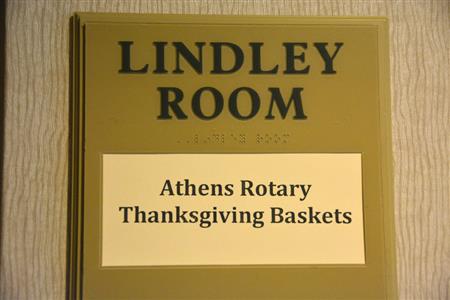 LINDLEY
ROOM
Athens Rotary
Thanksgiving Baskets